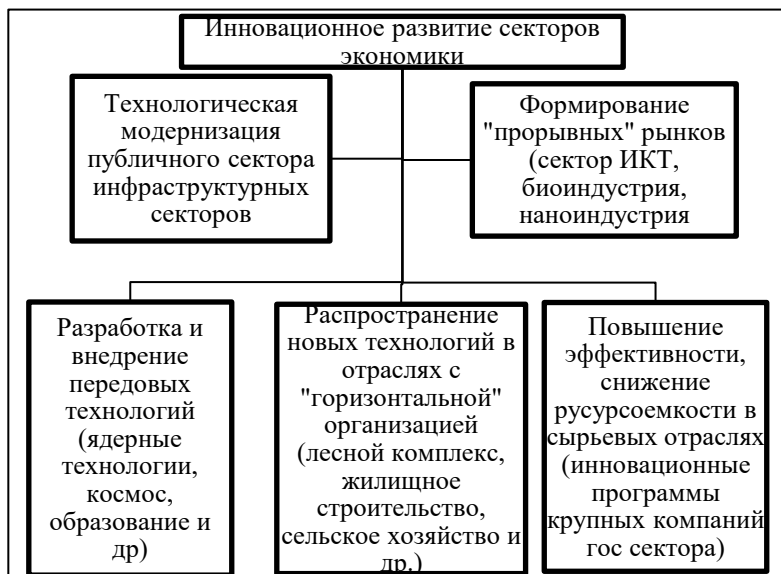 Инновационное развитие секторов
экономики
Технологическая
модернизация
публичного сектора
инфраструктурных
секторов
Формирование
"прорывных" рынков
(сектор ИКТ,
биоиндустрия,
наноиндустрия
Разработка и
внедрение
передовых
технологий
(ядерные
технологии,
космос,
образование и
др)
Распространение
новых технологий в
отраслях с
"горизонтальной"
организацией
(лесной комплекс,
жилищное
строительство,
сельское хозяйство и
др.)
Повышение
эффективности,
снижение
русурсоемкости в
сырьевых отраслях
(инновационные
программы
крупных компаний
гос сектора)